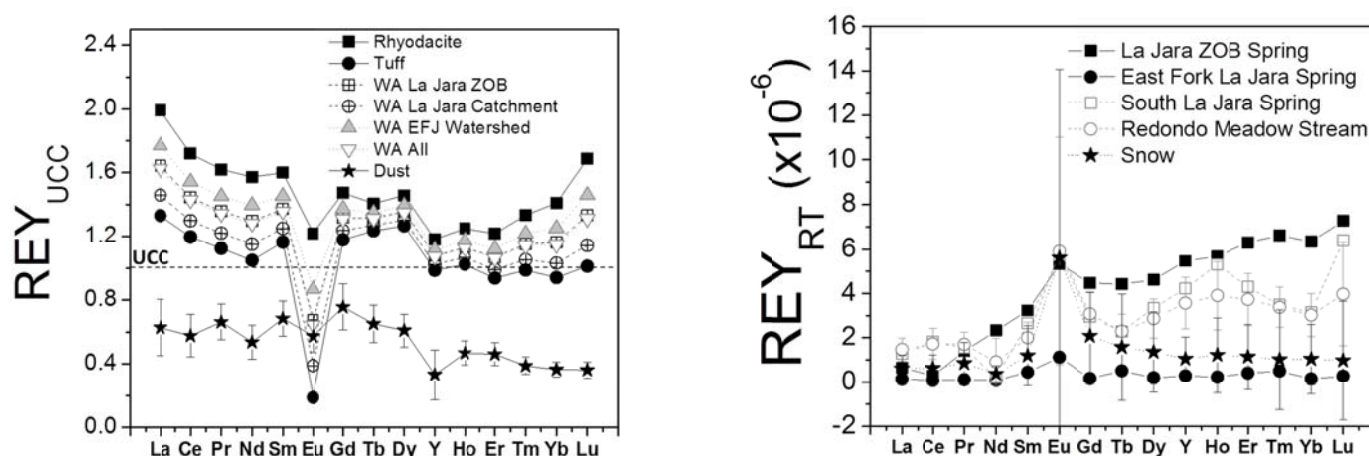 REY UCC
2.4
2.0
1.6
1.2
0.8
0.4
0.0
UCC
Rhyodacite
Tuff
WA La Jara ZOB
WA La Jara Catchment
WA EFJ Watershed
WA All
Dust
La Ce Pr Nd Sm Eu Gd Tb Dy Y Ho Er Tm Yb Lu
REY RT (x10-6)
16
14
12
10
8
6
4
2
0
-2
La Jara ZOB Spring
East Fork La Jara Spring
South La Jara Spring
Redondo Meadow Stream
Snow
La Ce Pr Nd Sm Eu Gd Tb Dy Y Ho Er Tm Yb Lu